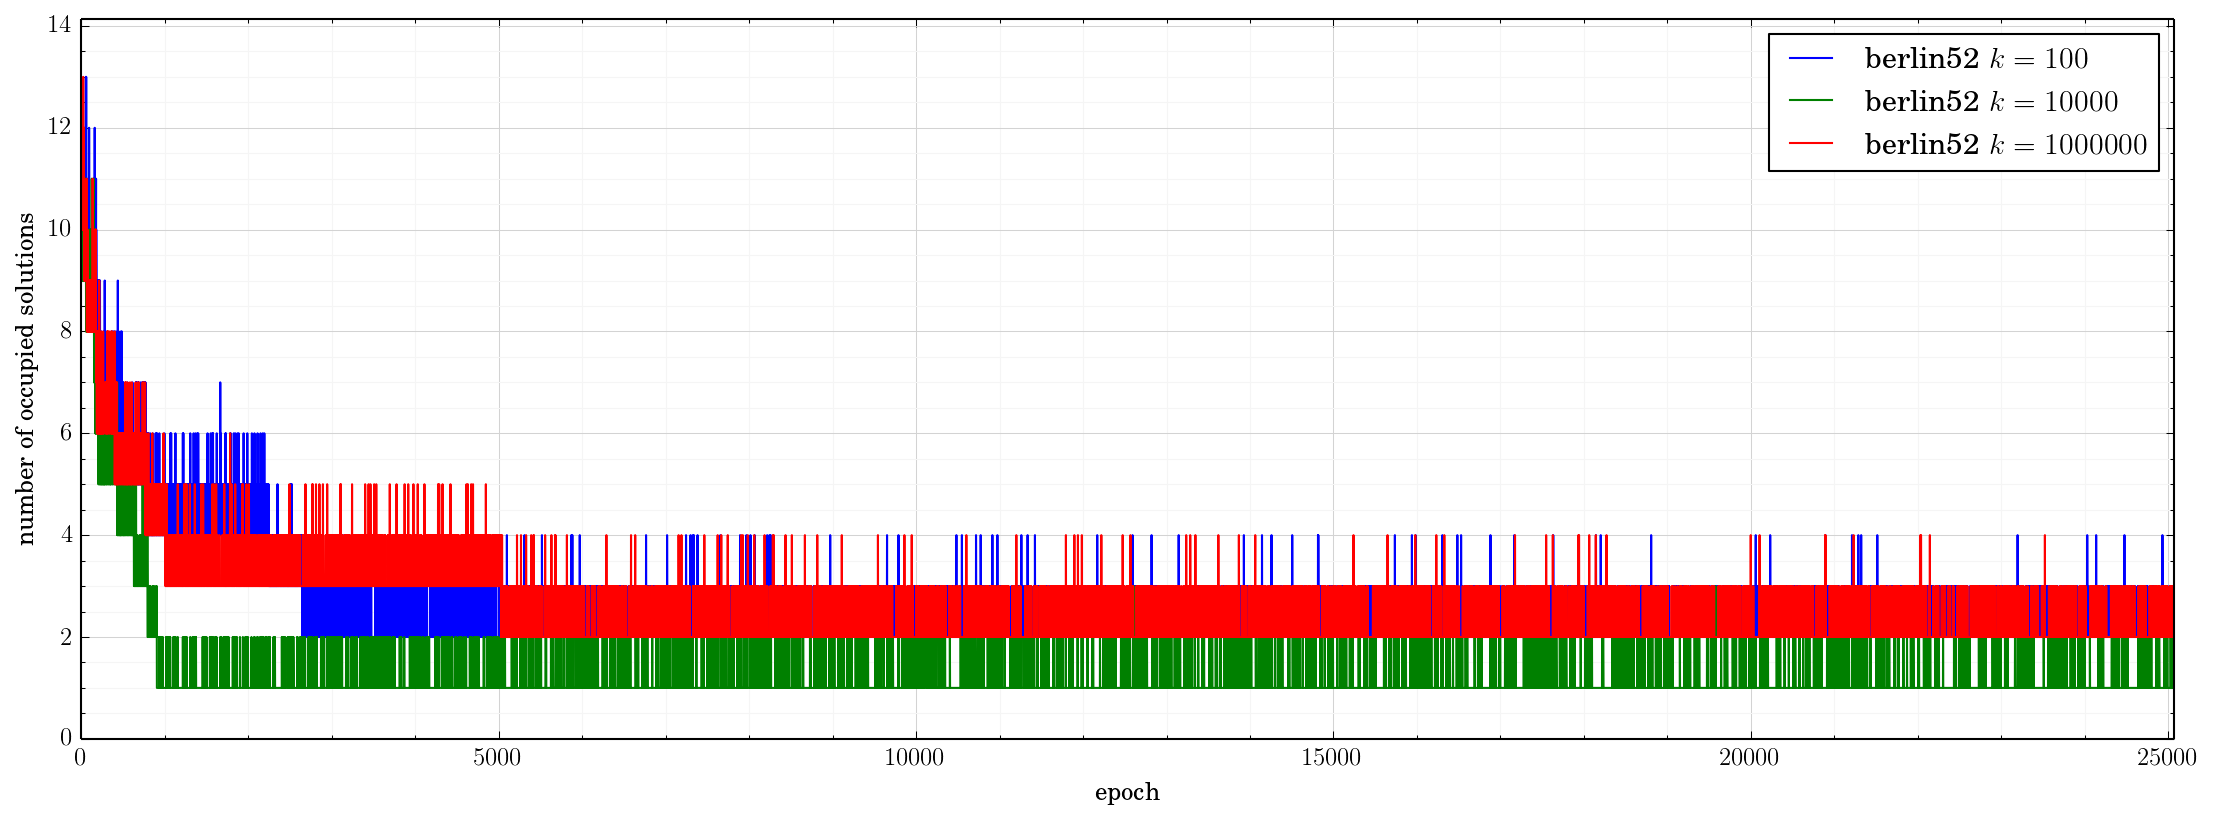 14
12
10
8
6
4
2
0
number of occupied solutions
berlin52 k = 100
berlin52 k = 10000
berlin52 k = 1000000
0 5000 10000 15000 20000 25000
epoch